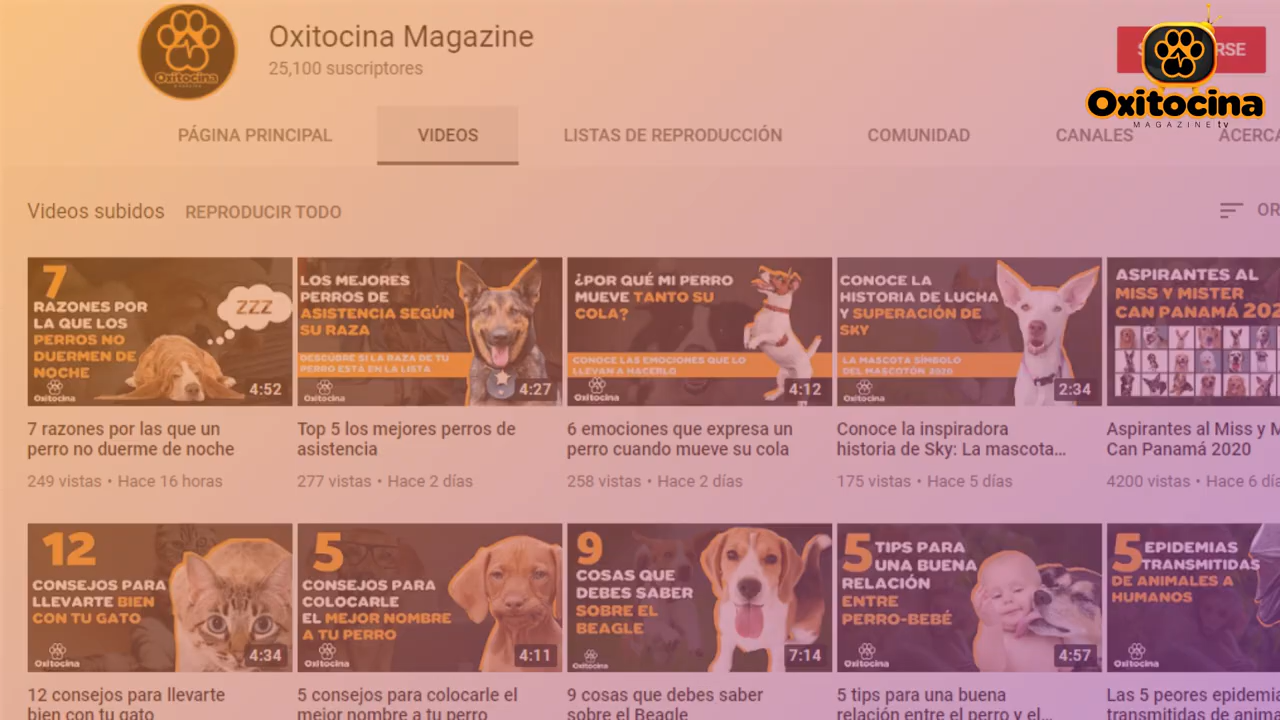 Oxitocina Magazine
25,100 suscriptores
Oxitocina
Oxitocina
MAGAZINE tv
PÁGINA PRINCIPAL
VIDEOS
LISTAS DE REPRODUCCIÓN
COMUNIDAD
CANALES
Videos subidos
REPRODUCIR TODO
7
RAZONES POR
LA QUE LOS
PERROS NO
DUERMEN DE
NOCHE
ZZZ
Oxitocina
4:52
LOS MEJORES
PERROS DE
ASISTENCIA SEGÚN
SU RAZA
DESCUBRE SI LA RAZA DE TU
PERRO ESTÁ EN LA LISTA
Oxitocina
4:27
¿POR QUÉ MI PERRO
MUEVE TANTO SU
COLA?
CONOCE LAS EMOCIONES QUE LO
LLEVAN A HACERLO
Oxitocina
4:12
CONOCE LA
HISTORIA DE LUCHA
Y SUPERACIÓN DE
SKY
LA MASCOTA SÍMBOLO
DEL MASCOTÓN 2020
Oxitocina
2:34
ASPIRANTES AL
MISS Y MISTER
CAN PANAMÁ
7 razones por las que un
perro no duerme de noche
249 vistas • Hace 16 horas
Top 5 los mejores perros de
asistencia
277 vistas • Hace 2 días
6 emociones que expresa un
perro cuando mueve su cola
258 vistas • Hace 2 días
Conoce la inspiradora
historia de Sky: La mascota...
175 vistas • Hace 5 días
Aspirantes al Miss y
Can Panamá 2020
4200 vistas • Hace 6
12
CONSEJOS PARA
LLEVARTE BIEN
CON TU GATO
Oxitocina
4:34
5
CONSEJOS PARA
COLOCARLE
EL MEJOR NOMBRE
A TU PERRO
Oxitocina
4:11
9
COSAS QUE
DEBES SABER
SOBRE EL
BEAGLE
Oxitocina
7:14
5 TIPS PARA
UNA BUENA
RELACIÓN
ENTRE
PERRO-BEBÉ
Oxitocina
4:57
5 EPIDEMIAS
TRANSMITIDAS
DE ANIMALES A
HUMANOS
Oxitocina
12 consejos para llevarte
bien con tu gato
5 consejos para colocarle el
mejor nombre a tu perro
9 cosas que debes saber
sobre el Beagle
5 tips para una buena
relación entre el perro y el...
Las 5 peores
transmitidas de